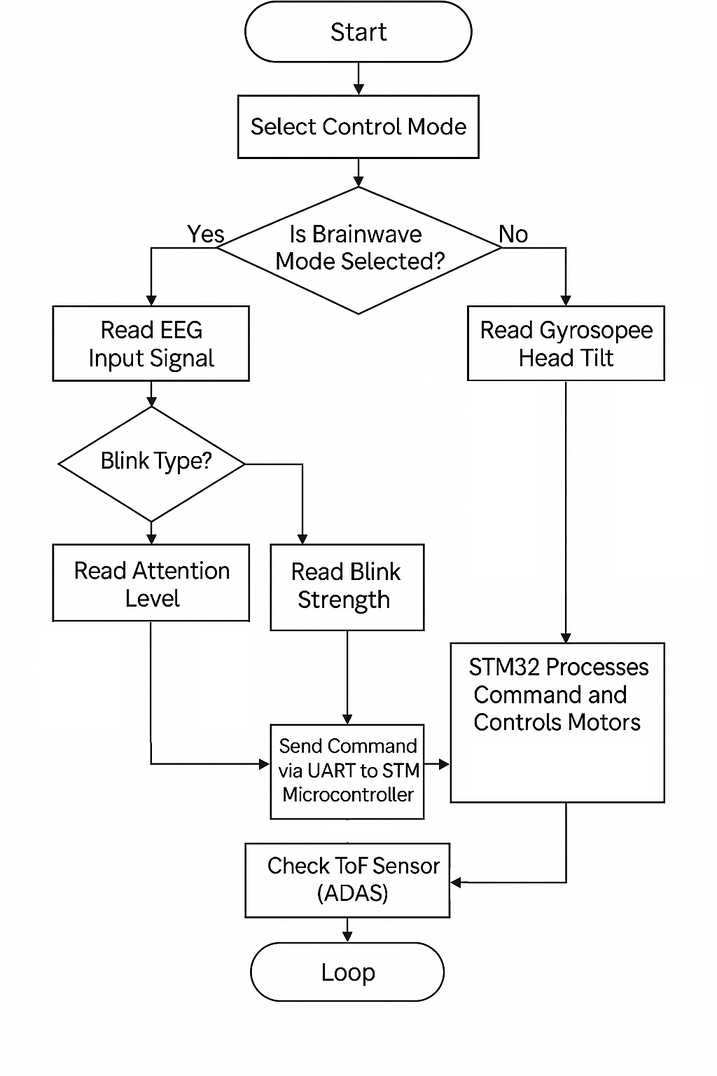 Start
Select Control Mode
Is Brainwave
Mode Selected?
Yes
No
Read EEG
Input Signal
Read Gyrosopee
Head Tilt
Blink Type?
Read Attention
Level
Read Blink
Strength
STM32 Processes
Command and
Controls Motors
Send Command
via UART to STM
Microcontroller
Check ToF Sensor
(ADAS)
Loop